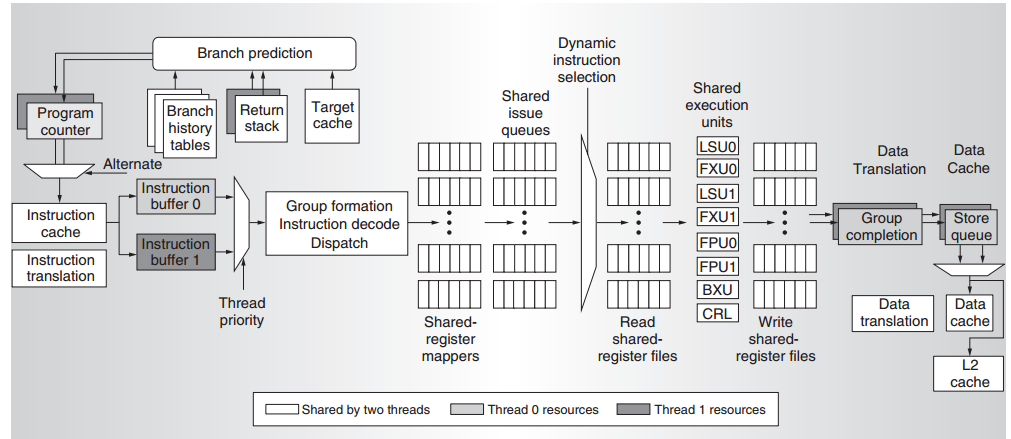 Branch prediction
Program
counter
Branch
history
tables
Return
stack
Target
cache
Alternate
Instruction
cache
Instruction
translation
Instruction
buffer 0
Instruction
buffer 1
Thread
priority
Group formation
Instruction decode
Dispatch
Shared-
register
mappers
Shared
issue
queues
Dynamic
instruction
selection
Read
shared-
register files
Shared
execution
units
LSU0
FXU0
LSU1
FXU1
FPU0
FPU1
BXU
CRL
Write
shared-
register files
Data
Translation
Group
completion
Data
Cache
Store
queue
Data
translation
Data
cache
L2
cache
Shared by two threads
Thread 0 resources
Thread 1 resources